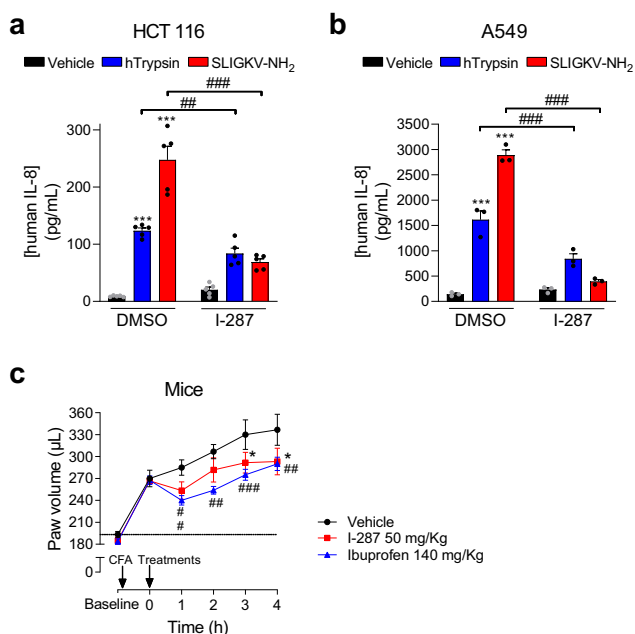 a
HCT 116
Vehicle hTrypsin SLIGKV-NH2
###
##
***
***
[human IL-8]
(pg/mL)
300
200
100
0
DMSO I-287
b
A549
Vehicle hTrypsin SLIGKV-NH2
###
###
***
***
[human IL-8]
(pg/mL)
3500
3000
2500
2000
1500
1000
500
0
DMSO I-287
c
Mice
Paw volume (µL)
360
330
300
270
240
210
180
0
* *
##
###
##
#
#
CFA Treatments
Baseline 0 1 2 3 4
Time (h)
Vehicle
I-287 50 mg/Kg
Ibuprofen 140 mg/Kg